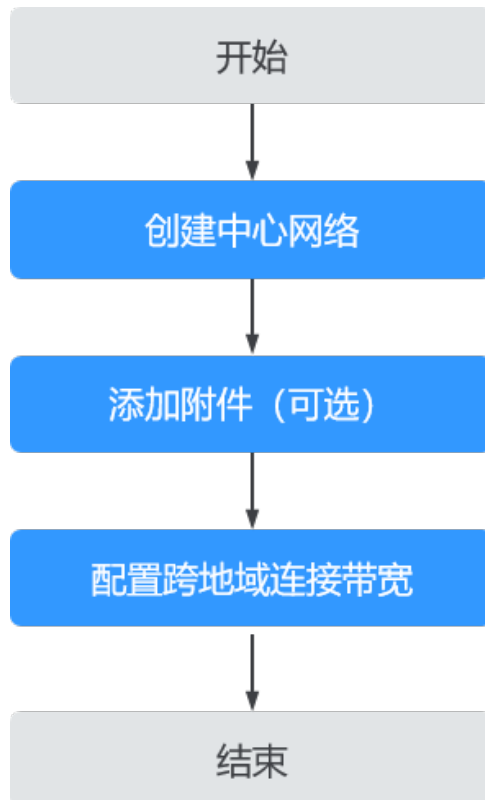 开始
创建中心网络
添加附件（可选）
配置跨地域连接带宽
结束